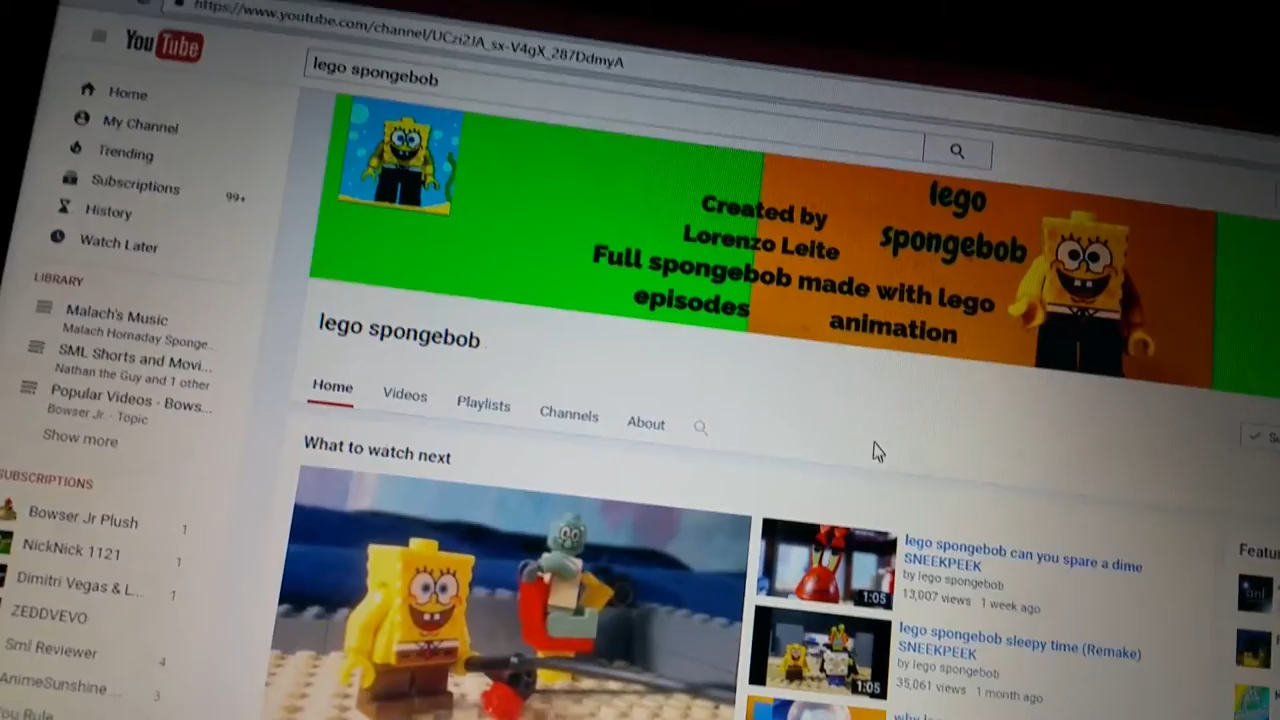 https://www.youtube.com/channel/UCzi2JA_sx-V4gX_287DdmyA
YouTube
lego spongebob
Home
My Channel
Trending
Subscriptions 99+
History
Watch Later
LIBRARY
Malach's Music
Malach Hornaday Sponge...
SML Shorts and Movi...
Nathan the Guy and 1 other
Popular Videos - Bows...
Bowser Jr. - Topic
Show more
SUBSCRIPTIONS
Bowser Jr Plush 1
NickNick 1121 1
Dimitri Vegas & L... 1
ZEDDVEVO
Sml Reviewer 4
AnimeSunshine ... 3
You Rule
Created by
Lorenzo Leite
Full spongebob made with lego
episodes
animation
lego
spongebob
lego spongebob
Home Videos Playlists Channels About
What to watch next
lego spongebob can you spare a dime
SNEEKPEEK
by lego spongebob
13,007 views 1 week ago
1:05
lego spongebob sleepy time (Remake)
SNEEKPEEK
by lego spongebob
35,061 views 1 month ago
1:05